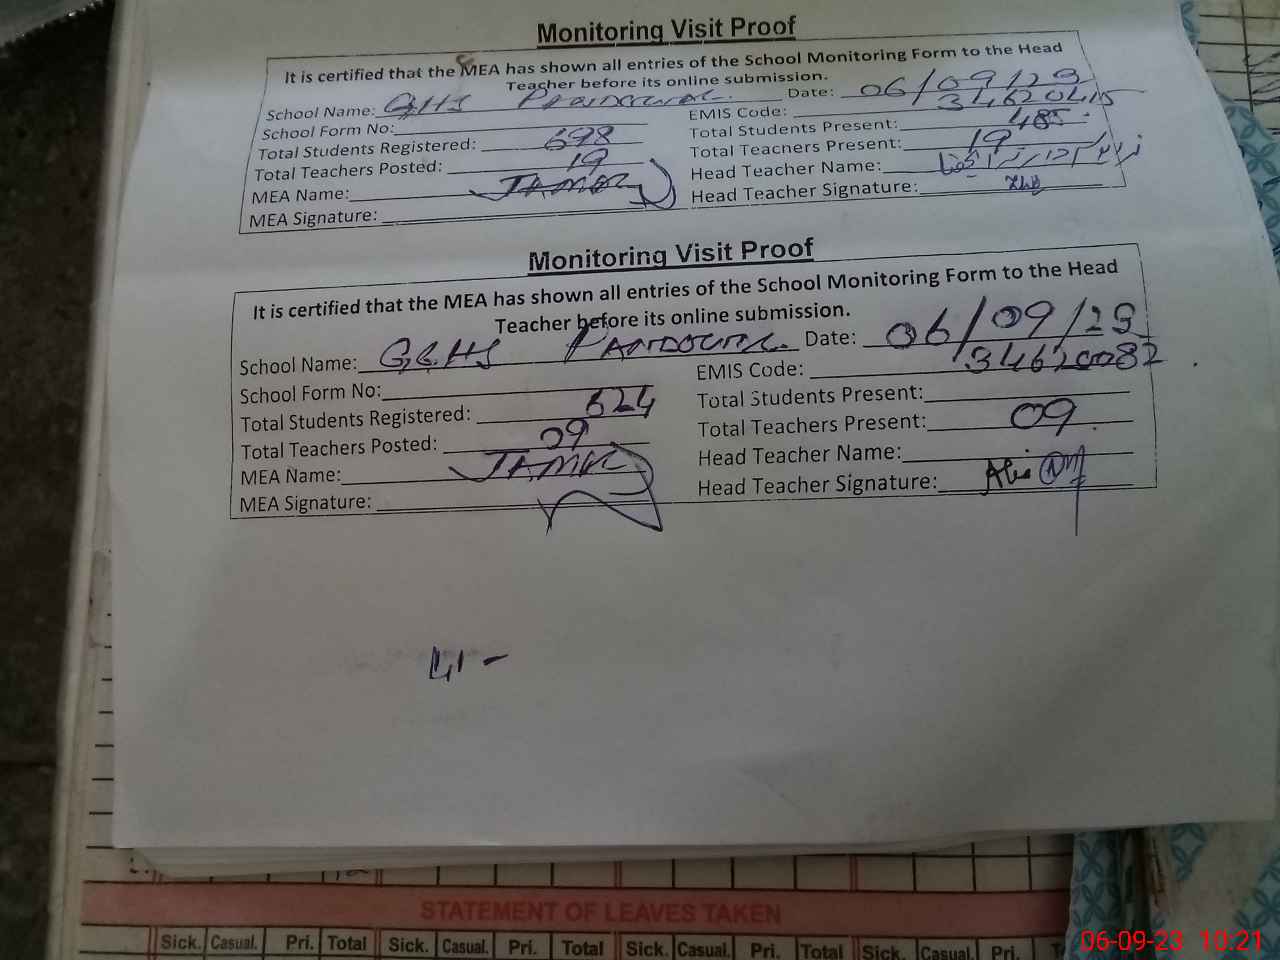 Monitoring Visit Proof
It is certified that the MEA has shown all entries of the School Monitoring Form to the Head
Teacher before its online submission.
School Name: GHS Date: 06/09/23
School Form No: EMIS Code: 34620415
Total Students Registered: 698 Total Students Present: 485
Total Teachers Posted: 19 Total Teachers Present: 19
MEA Name: Head Teacher Name:
MEA Signature: Head Teacher Signature:
Monitoring Visit Proof
It is certified that the MEA has shown all entries of the School Monitoring Form to the Head
Teacher before its online submission.
School Name: GGHS Date: 06/09/23
School Form No: EMIS Code: 34620082
Total Students Registered: 624 Total Students Present:
Total Teachers Posted: 09 Total Teachers Present: 09
MEA Name: Head Teacher Name:
MEA Signature: Head Teacher Signature:
STATEMENT OF LEAVES TAKEN
Sick. Casual. Pri. Total Sick. Casual. Pri. Total Sick. Casual. Pri. Total Sick. Casual. Pri.
06-09-23 10:21